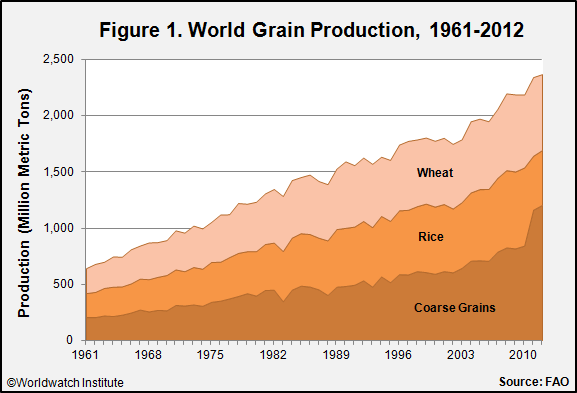 Figure 1. World Grain Production, 1961-2012
Production (Million Metric Tons)
2,500
2,000
1,500
1,000
500
0
Wheat
Rice
Coarse Grains
1961 1968 1975 1982 1989 1996 2003 2010
©Worldwatch Institute
Source: FAO